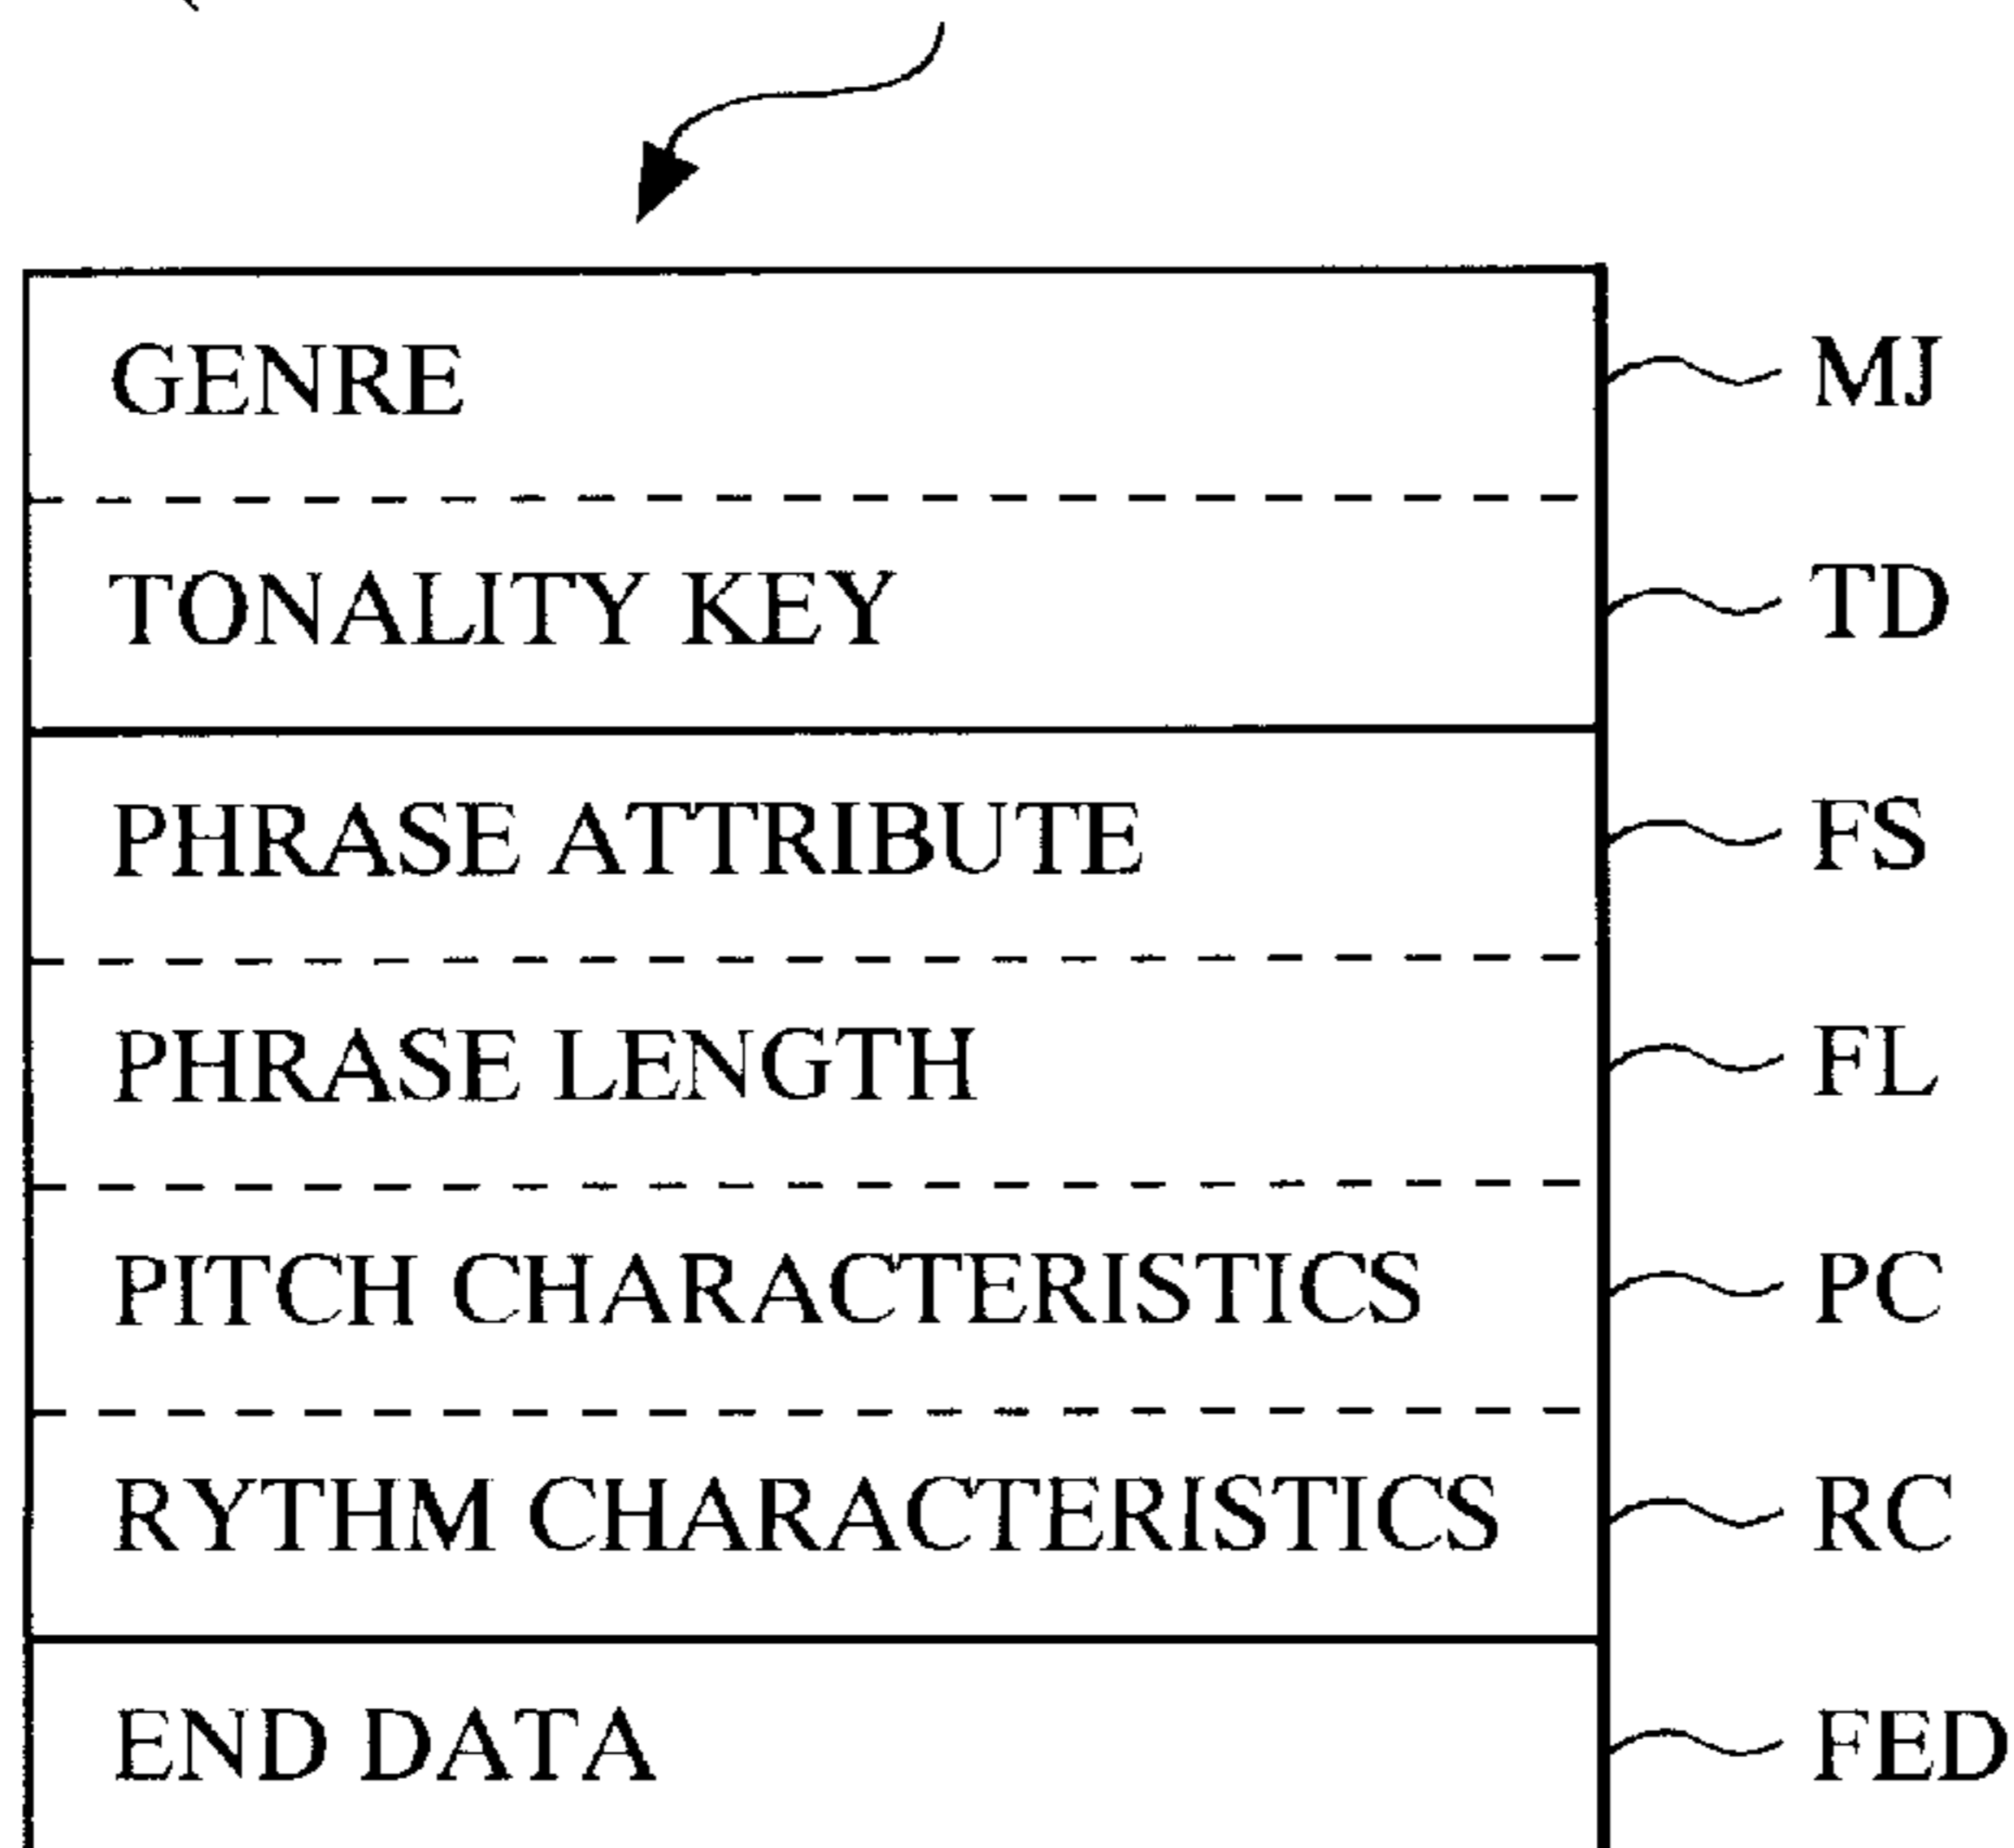 GENRE MJ
TONALITY KEY TD
PHRASE ATTRIBUTE FS
PHRASE LENGTH FL
PITCH CHARACTERISTICS PC
RYTHM CHARACTERISTICS RC
END DATA FED